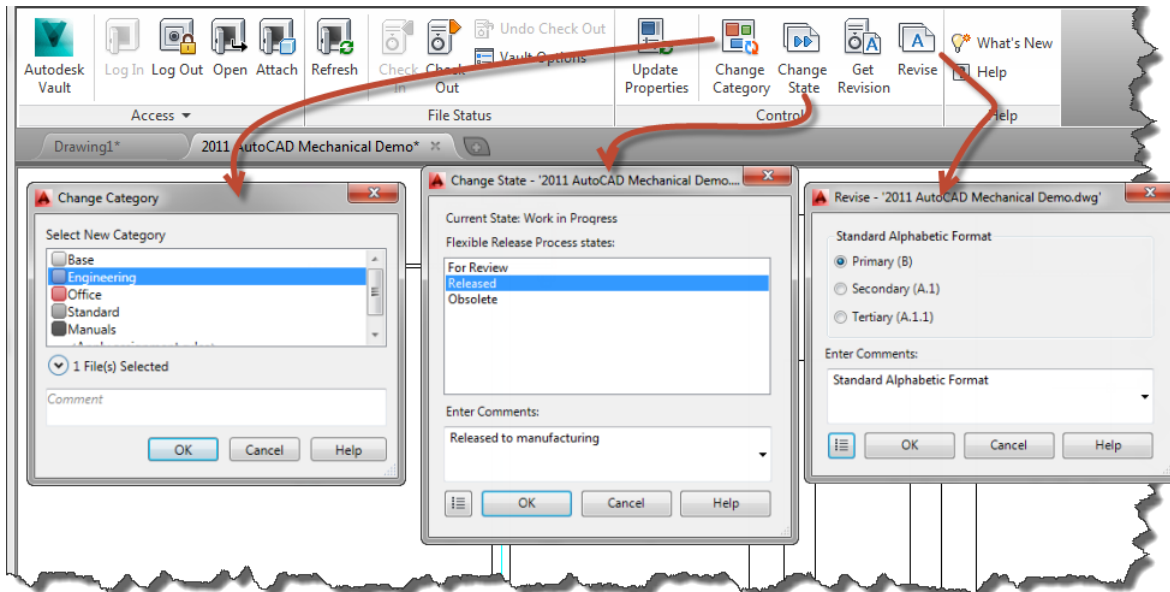 Autodesk Vault
Log In
Log Out
Open
Attach
Refresh
Check In
Check Out
Undo Check Out
Vault Options
Update Properties
Change Category
Change State
Get Revision
Revise
What's New
Help
Access
File Status
Control
Help
Drawing1*
2011 AutoCAD Mechanical Demo*
Change Category
Select New Category
Base
Engineering
Office
Standard
Manuals
1 File(s) Selected
Comment
OK
Cancel
Help
Change State - '2011 AutoCAD Mechanical Demo....
Current State: Work in Progress
Flexible Release Process states:
For Review
Released
Obsolete
Enter Comments:
Released to manufacturing
OK
Cancel
Help
Revise - '2011 AutoCAD Mechanical Demo.dwg'
Standard Alphabetic Format
Primary (B)
Secondary (A.1)
Tertiary (A.1.1)
Enter Comments:
Standard Alphabetic Format
OK
Cancel
Help